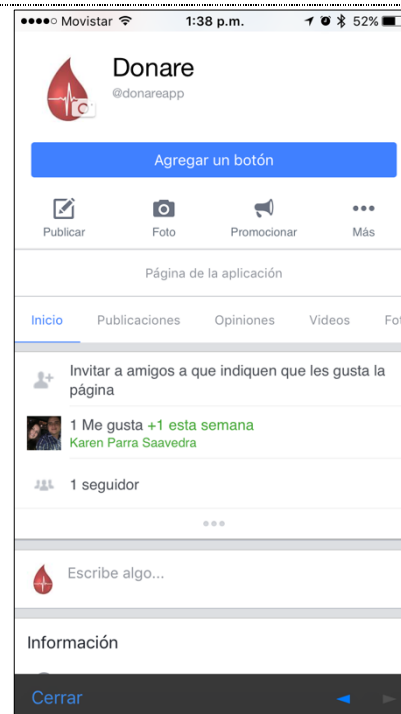 Movistar 1:38 p.m. 52%
Donare
@donareapp
Agregar un botón
Publicar Foto Promocionar Más
Página de la aplicación
Inicio Publicaciones Opiniones Videos Fot
Invitar a amigos a que indiquen que les gusta la
página
1 Me gusta +1 esta semana
Karen Parra Saavedra
1 seguidor
Escribe algo...
Información
Cerrar